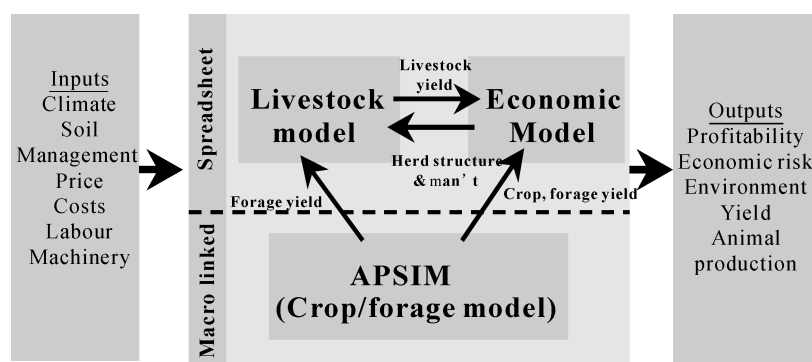 Inputs
Climate
Soil
Management
Price
Costs
Labour
Machinery
Spreadsheet
Macro linked
Livestock
model
Livestock
yield
Economic
Model
Herd structure
& man’t
Forage yield
Crop, forage yield
APSIM
(Crop/forage model)
Outputs
Profitability
Economic risk
Environment
Yield
Animal
production